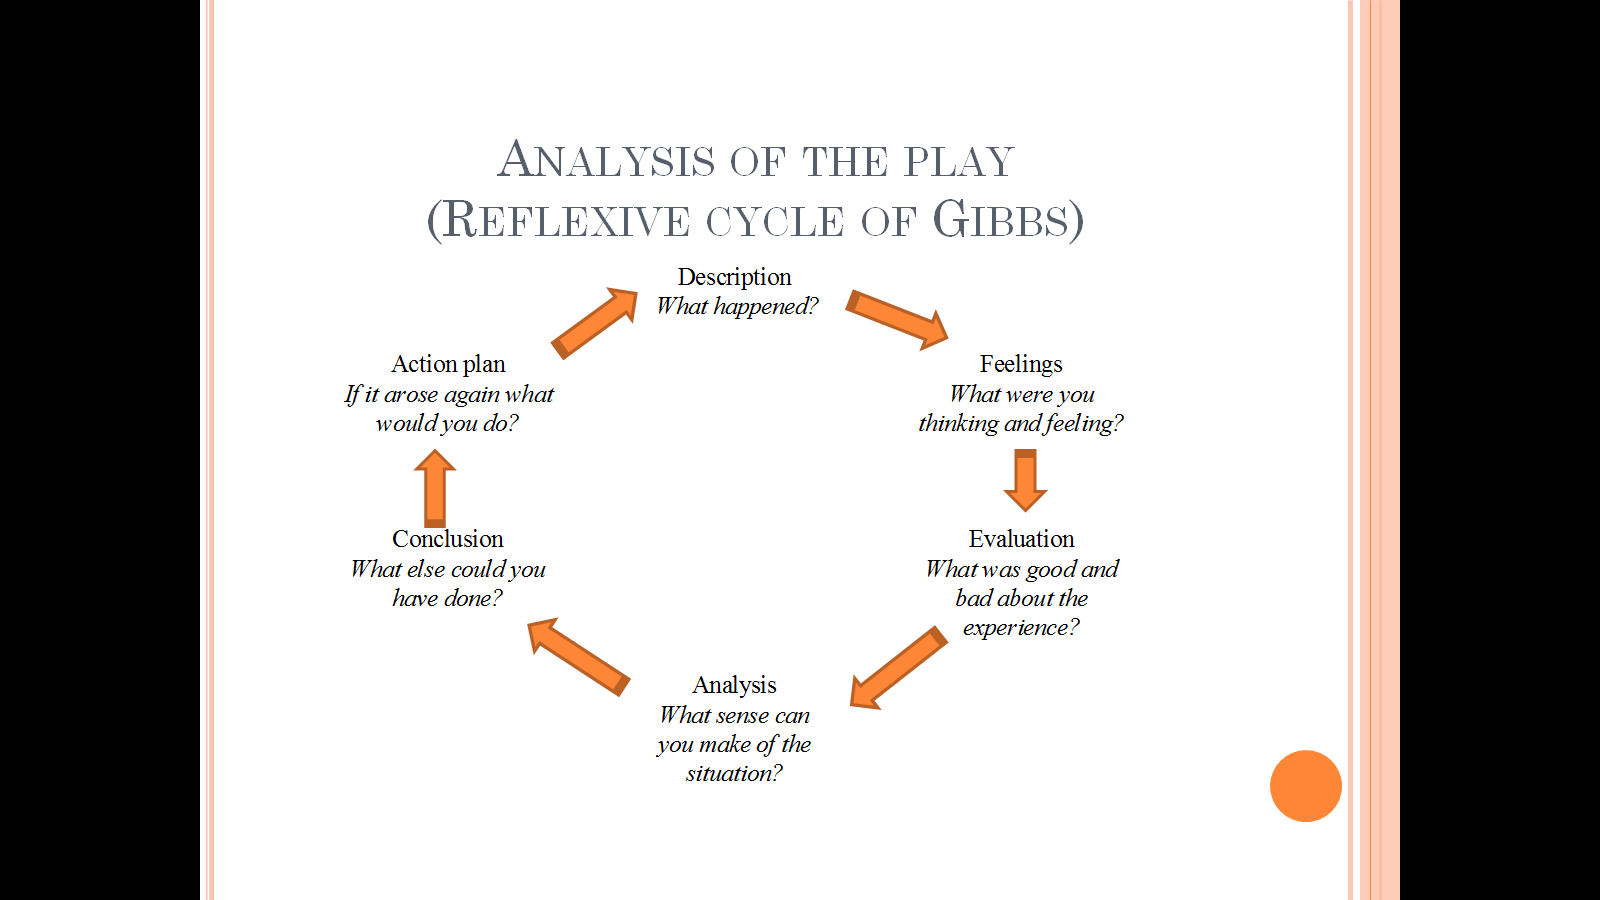 ANALYSIS OF THE PLAY
(REFLEXIVE CYCLE OF GIBBS)
Description
What happened?
Feelings
What were you
thinking and feeling?
Evaluation
What was good and
bad about the
experience?
Analysis
What sense can
you make of the
situation?
Conclusion
What else could you
have done?
Action plan
If it arose again what
would you do?